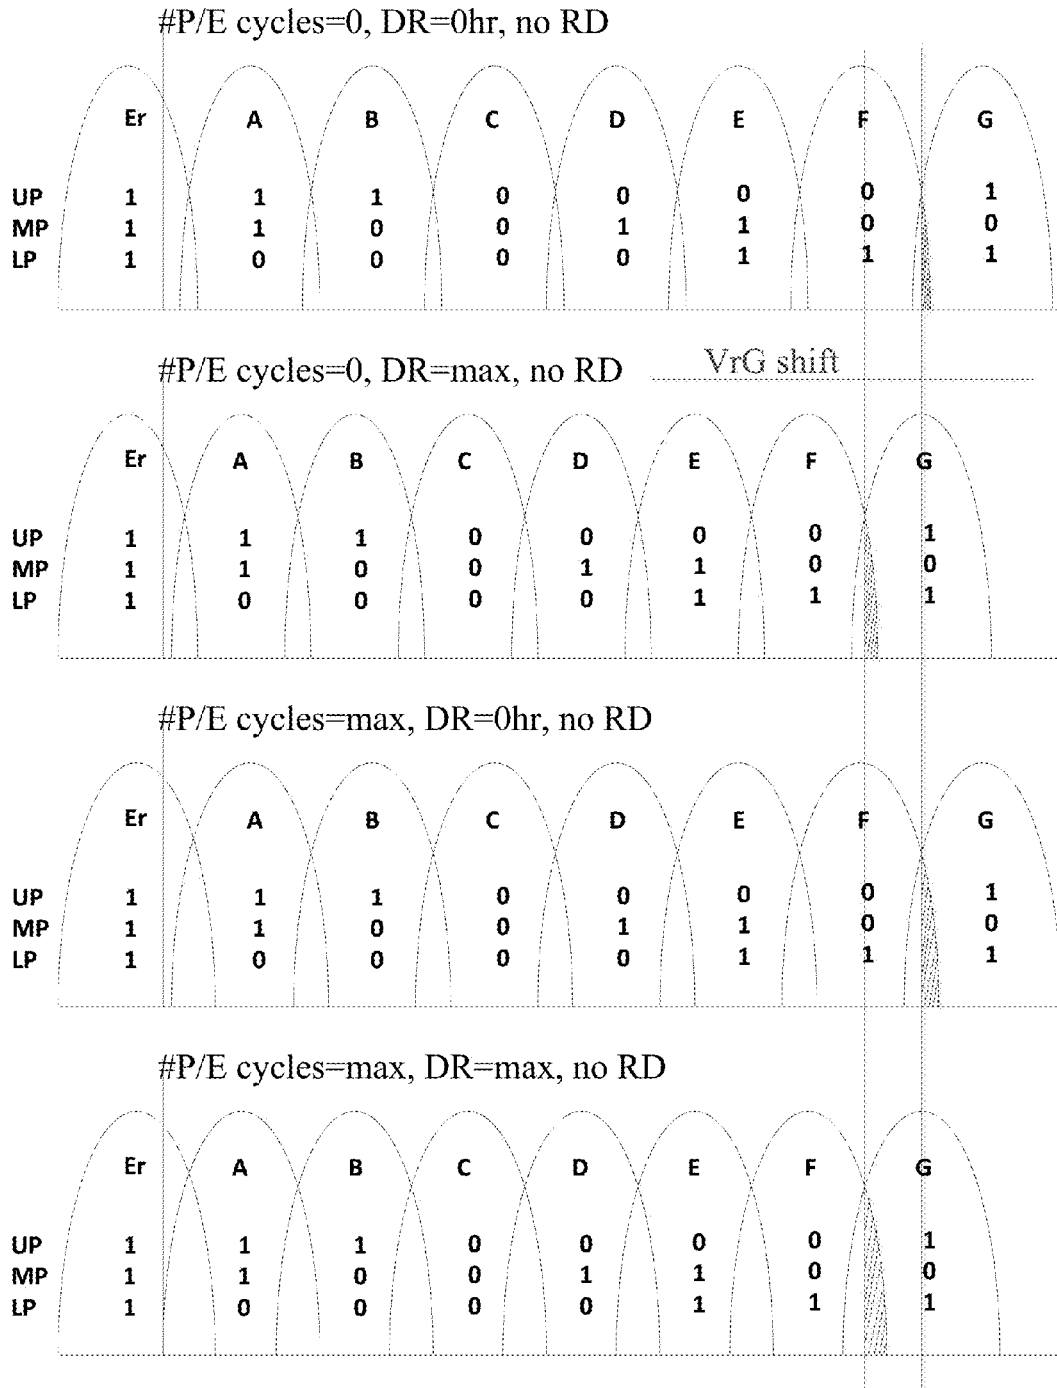 #P/E cycles=0, DR=0hr, no RD
Er A B C D E F G
UP 1 1 1 0 0 0 0 1
MP 1 1 0 0 1 1 0 0
LP 1 0 0 0 0 1 1 1
#P/E cycles=0, DR=max, no RD VrG shift
Er A B C D E F G
UP 1 1 1 0 0 0 0 1
MP 1 1 0 0 1 1 0 0
LP 1 0 0 0 0 1 1 1
#P/E cycles=max, DR=0hr, no RD
Er A B C D E F G
UP 1 1 1 0 0 0 0 1
MP 1 1 0 0 1 1 0 0
LP 1 0 0 0 0 1 1 1
#P/E cycles=max, DR=max, no RD
Er A B C D E F G
UP 1 1 1 0 0 0 0 1
MP 1 1 0 0 1 1 0 0
LP 1 0 0 0 0 1 1 1